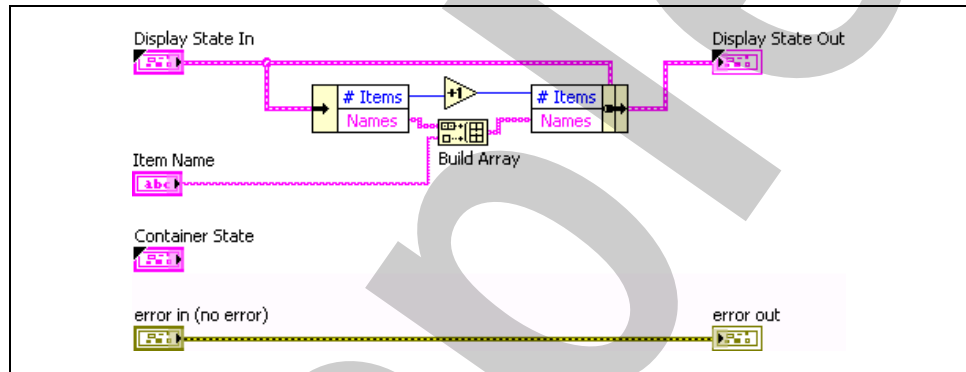 Display State In
Display State Out
# Items
+1
# Items
Names
Names
Build Array
Item Name
abc
Container State
error in (no error)
error out